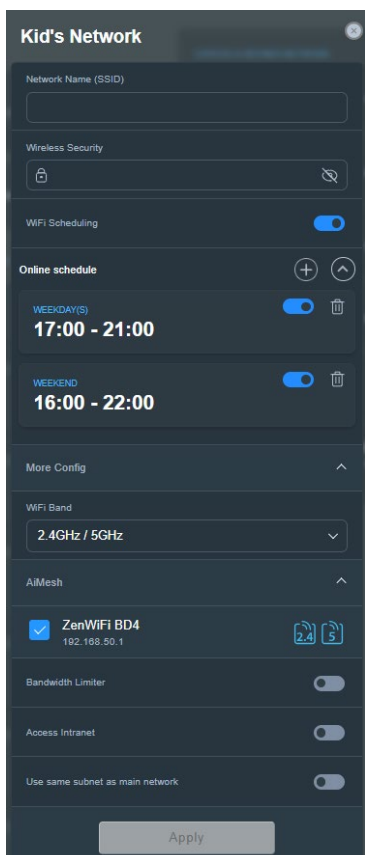 Kid's Network
Network Name (SSID)
Wireless Security
WiFi Scheduling
Online schedule
WEEKDAY(S)
17:00 - 21:00
WEEKEND
16:00 - 22:00
More Config
WiFi Band
2.4GHz / 5GHz
AiMesh
ZenWiFi BD4
192.168.50.1
2.4 5
Bandwidth Limiter
Access Intranet
Use same subnet as main network
Apply